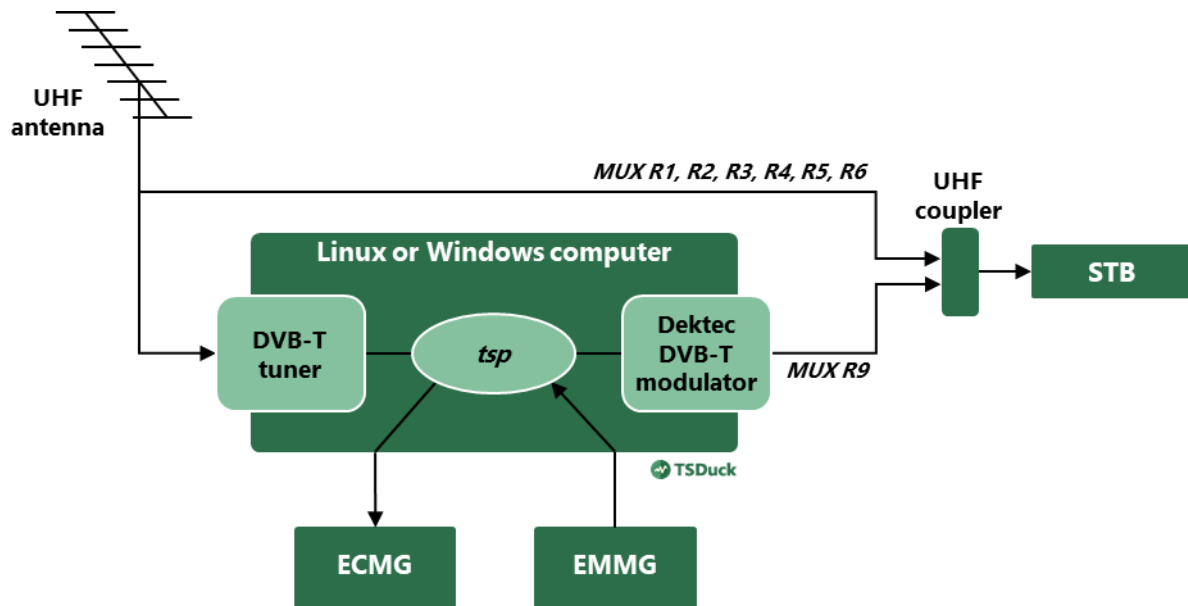 UHF
antenna
MUX R1, R2, R3, R4, R5, R6
UHF
coupler
Linux or Windows computer
STB
DVB-T
tuner
tsp
Dektec
DVB-T
modulator
MUX R9
TSDuck
ECMG
EMMG